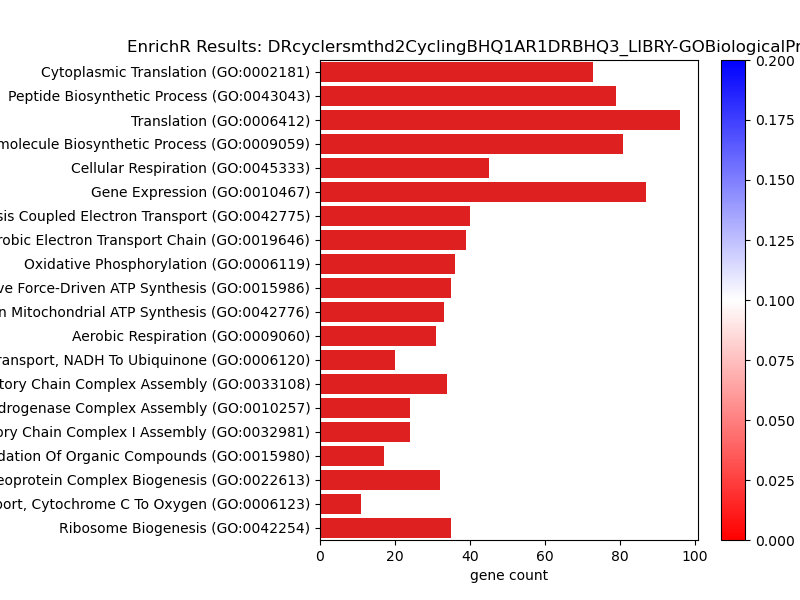 EnrichR Results: DRcyclersmthd2CyclingBHQ1AR1DRBHQ3_LIBRY-GOBiologicalPr
Cytoplasmic Translation (GO:0002181)
Peptide Biosynthetic Process (GO:0043043)
Translation (GO:0006412)
molecule Biosynthetic Process (GO:0009059)
Cellular Respiration (GO:0045333)
Gene Expression (GO:0010467)
sis Coupled Electron Transport (GO:0042775)
robic Electron Transport Chain (GO:0019646)
Oxidative Phosphorylation (GO:0006119)
ve Force-Driven ATP Synthesis (GO:0015986)
n Mitochondrial ATP Synthesis (GO:0042776)
Aerobic Respiration (GO:0009060)
ransport, NADH To Ubiquinone (GO:0006120)
tory Chain Complex Assembly (GO:0033108)
drogenase Complex Assembly (GO:0010257)
ory Chain Complex I Assembly (GO:0032981)
dation Of Organic Compounds (GO:0015980)
eoprotein Complex Biogenesis (GO:0022613)
port, Cytochrome C To Oxygen (GO:0006123)
Ribosome Biogenesis (GO:0042254)
0 20 40 60 80 100
gene count
0.200
0.175
0.150
0.125
0.100
0.075
0.050
0.025
0.000